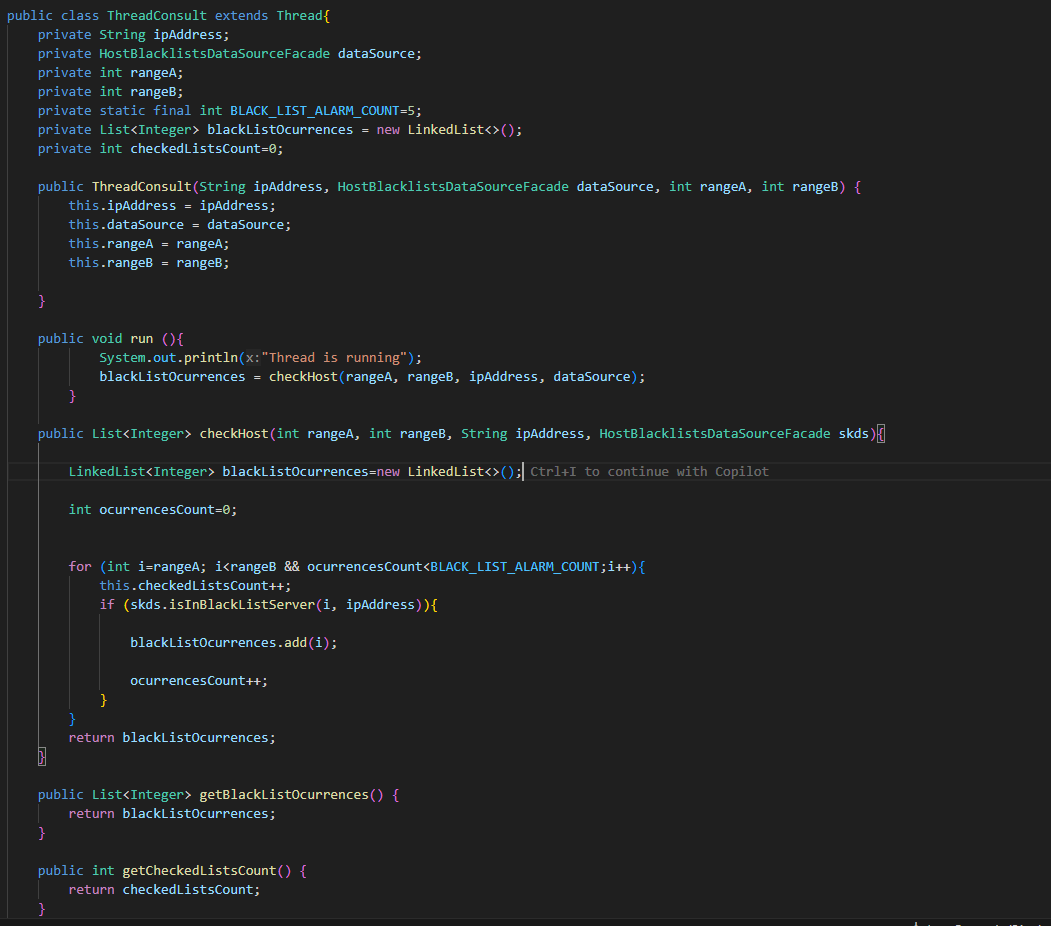 public class ThreadConsult extends Thread{
    private String ipAddress;
    private HostBlacklistsDataSourceFacade dataSource;
    private int rangeA;
    private int rangeB;
    private static final int BLACK_LIST_ALARM_COUNT=5;
    private List<Integer> blackListOcurrences = new LinkedList<>();
    private int checkedListsCount=0;

    public ThreadConsult(String ipAddress, HostBlacklistsDataSourceFacade dataSource, int rangeA, int rangeB) {
        this.ipAddress = ipAddress;
        this.dataSource = dataSource;
        this.rangeA = rangeA;
        this.rangeB = rangeB;

    }

    public void run (){
            System.out.println(x:"Thread is running");
            blackListOcurrences = checkHost(rangeA, rangeB, ipAddress, dataSource);
        }

    public List<Integer> checkHost(int rangeA, int rangeB, String ipAddress, HostBlacklistsDataSourceFacade skds){

        LinkedList<Integer> blackListOcurrences=new LinkedList<>(); Ctrl+I to continue with Copilot

        int ocurrencesCount=0;


        for (int i=rangeA; i<rangeB && ocurrencesCount<BLACK_LIST_ALARM_COUNT;i++){
            this.checkedListsCount++;
            if (skds.isInBlackListServer(i, ipAddress)){

                blackListOcurrences.add(i);

                ocurrencesCount++;
            }
        }
        return blackListOcurrences;
    }

    public List<Integer> getBlackListOcurrences() {
        return blackListOcurrences;
    }

    public int getCheckedListsCount() {
        return checkedListsCount;
    }